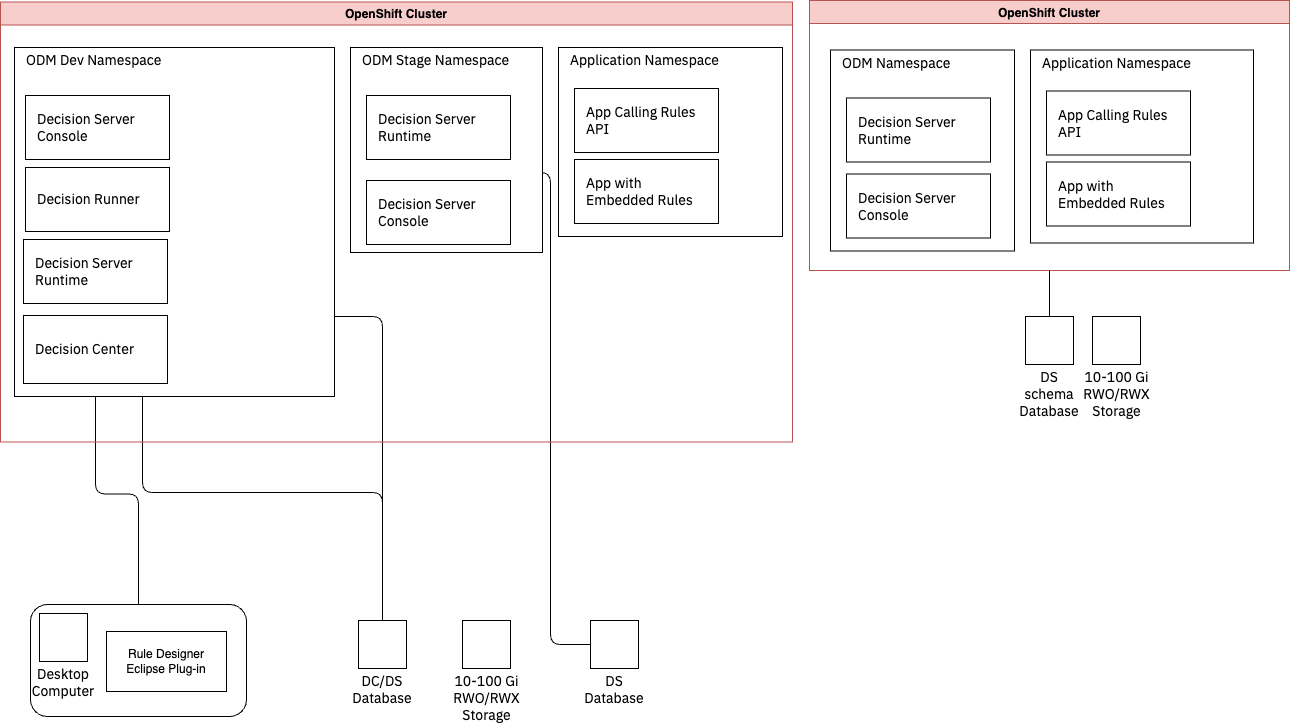 OpenShift Cluster
ODM Dev Namespace
Decision Server
Console
Decision Runner
Decision Server
Runtime
Decision Center
ODM Stage Namespace
Decision Server
Runtime
Decision Server
Console
Application Namespace
App Calling Rules
API
App with
Embedded Rules
Desktop
Computer
Rule Designer
Eclipse Plug-in
DC/DS
Database
10-100 Gi
RWO/RWX
Storage
DS
Database
OpenShift Cluster
ODM Namespace
Decision Server
Runtime
Decision Server
Console
Application Namespace
App Calling Rules
API
App with
Embedded Rules
DS
schema
Database
10-100 Gi
RWO/RWX
Storage